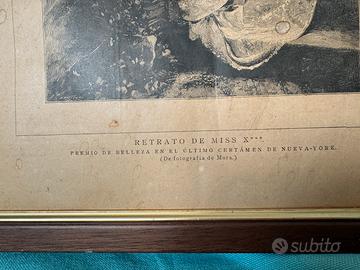 RETRATO DE MISS X***
PREMIO DE BELLEZA EN EL ÚLTIMO CERTÁMEN DE NUEVA-YORK.
(De fotografía de Mora.)
subito